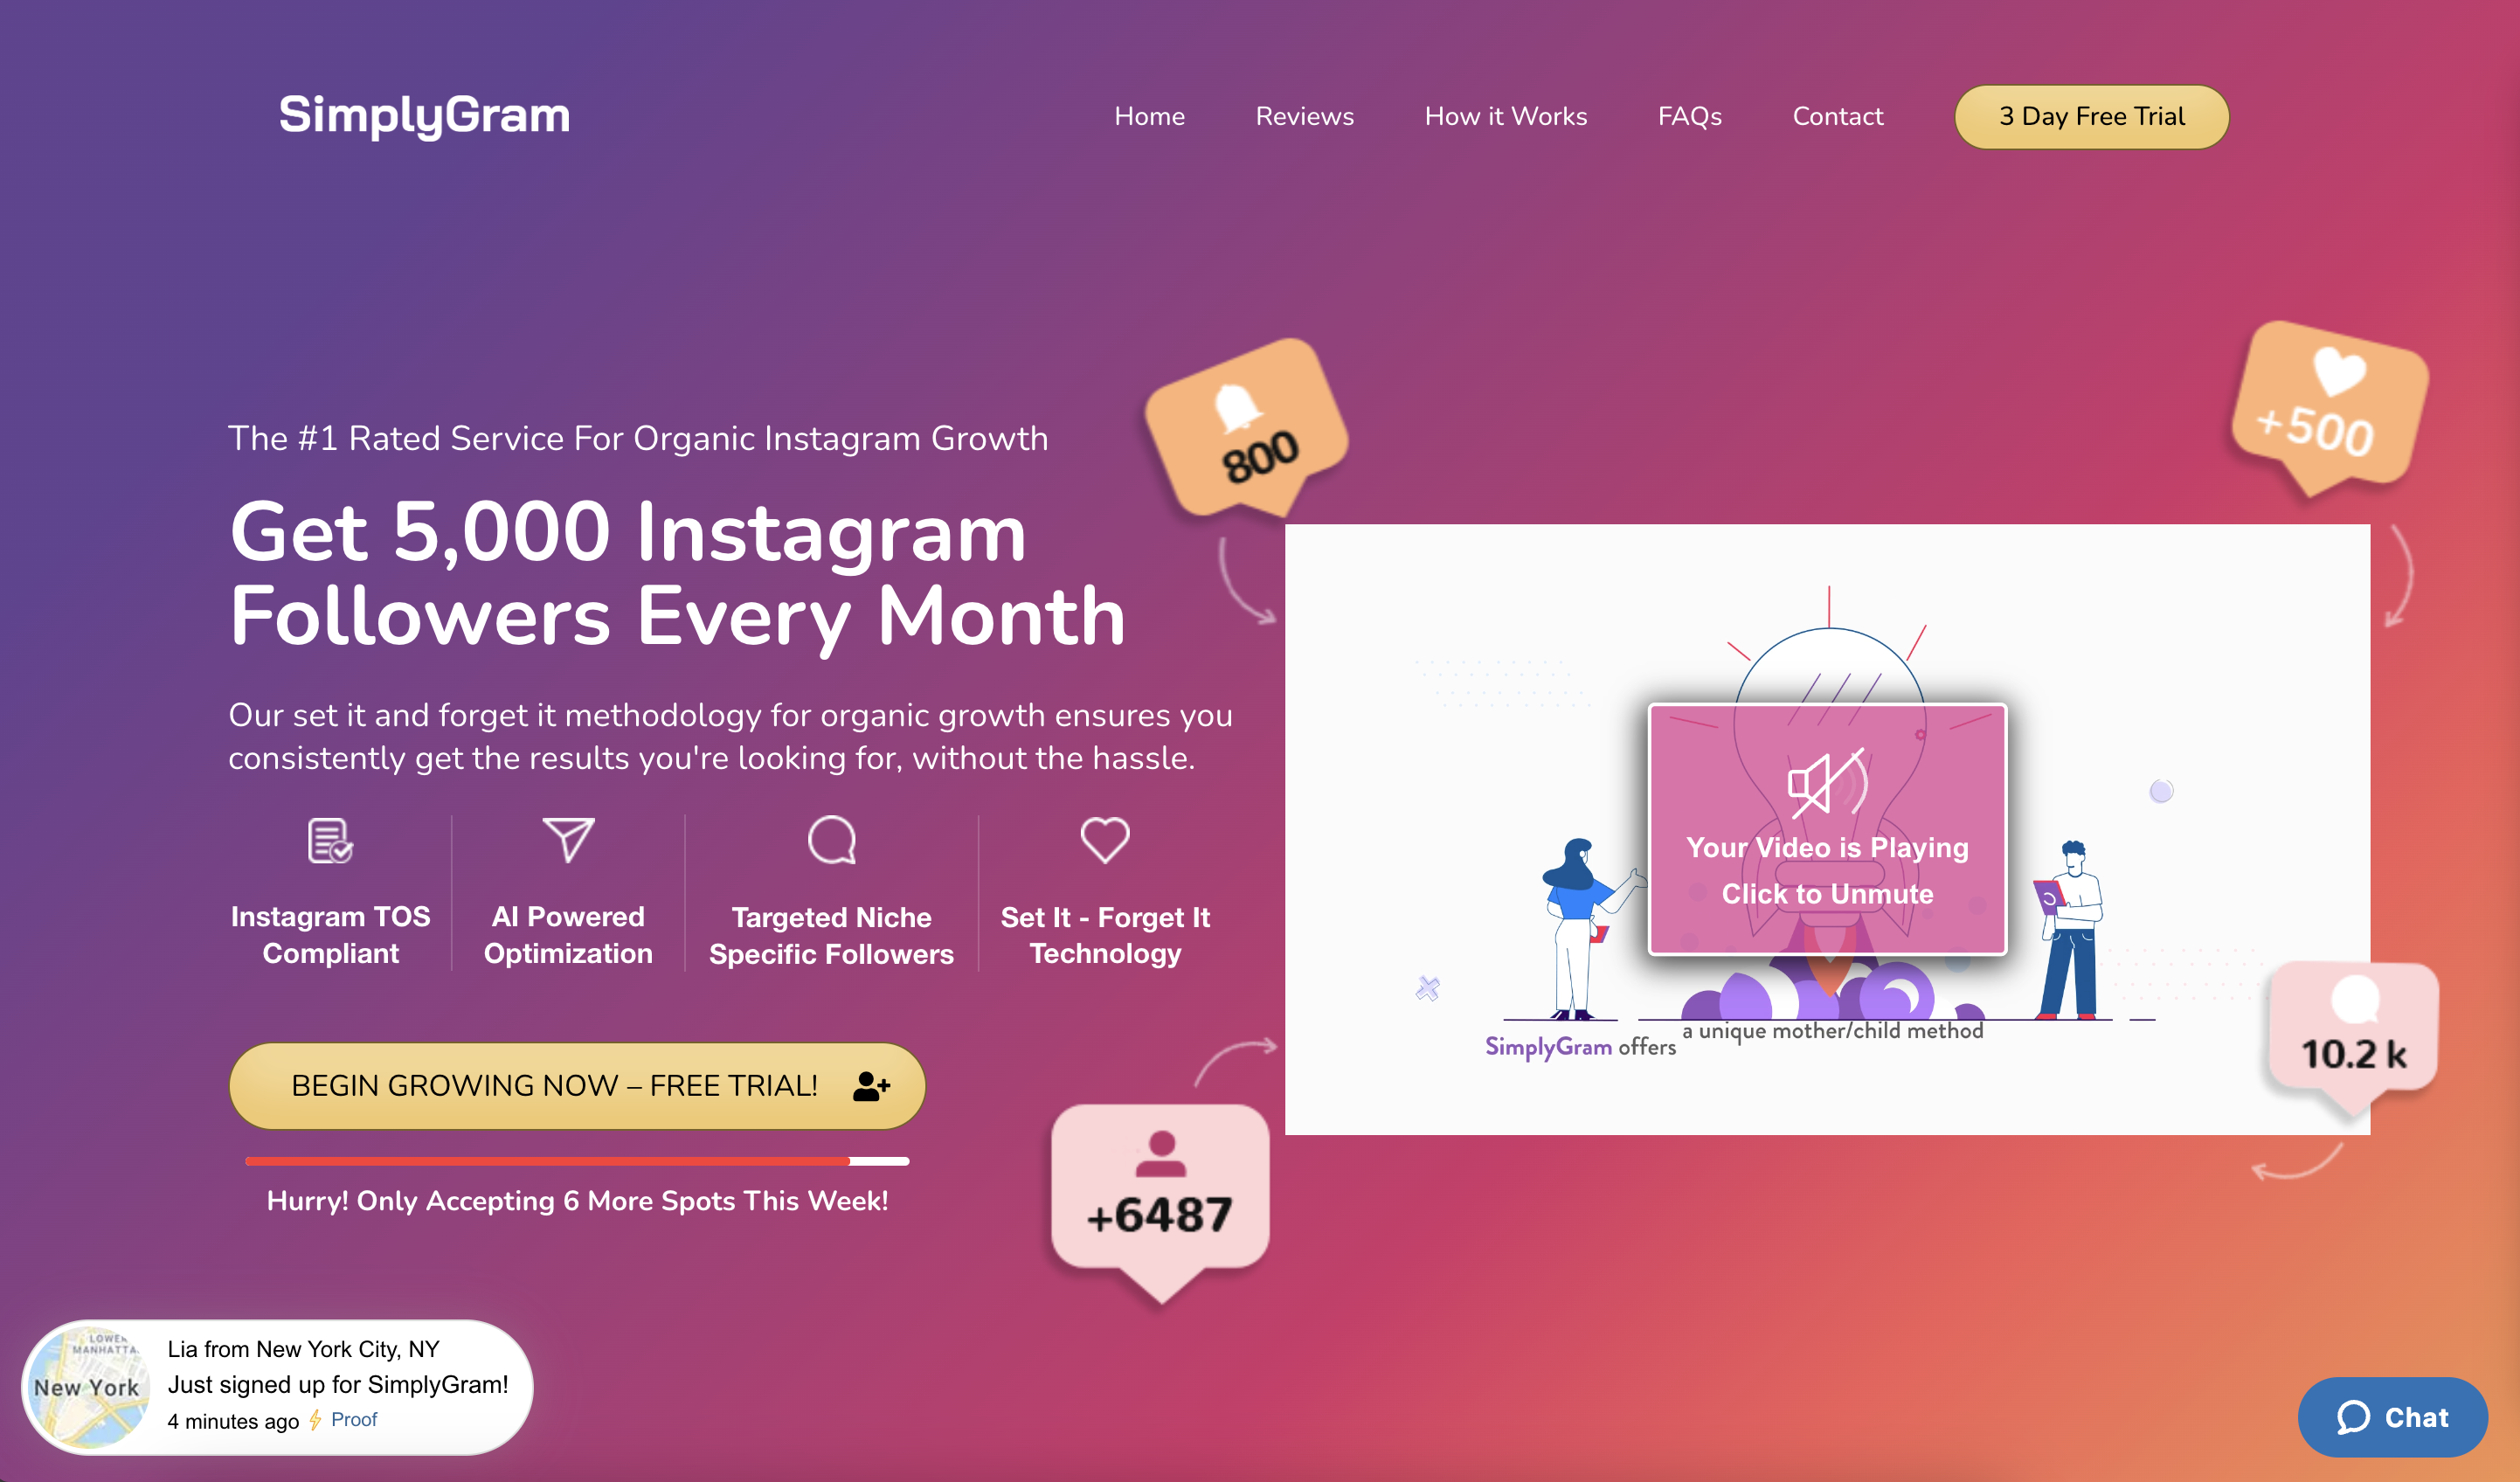 SimplyGram
Home
Reviews
How it Works
FAQs
Contact
3 Day Free Trial
The #1 Rated Service For Organic Instagram Growth
Get 5,000 Instagram
Followers Every Month
Our set it and forget it methodology for organic growth ensures you
consistently get the results you're looking for, without the hassle.
Instagram TOS
Compliant
AI Powered
Optimization
Targeted Niche
Specific Followers
Set It - Forget It
Technology
BEGIN GROWING NOW – FREE TRIAL!
Hurry! Only Accepting 6 More Spots This Week!
800
+500
Your Video is Playing
Click to Unmute
SimplyGram offers a unique mother/child method
10.2 k
+6487
LOWER
MANHATTA
New York
Lia from New York City, NY
Just signed up for SimplyGram!
4 minutes ago Proof
Chat